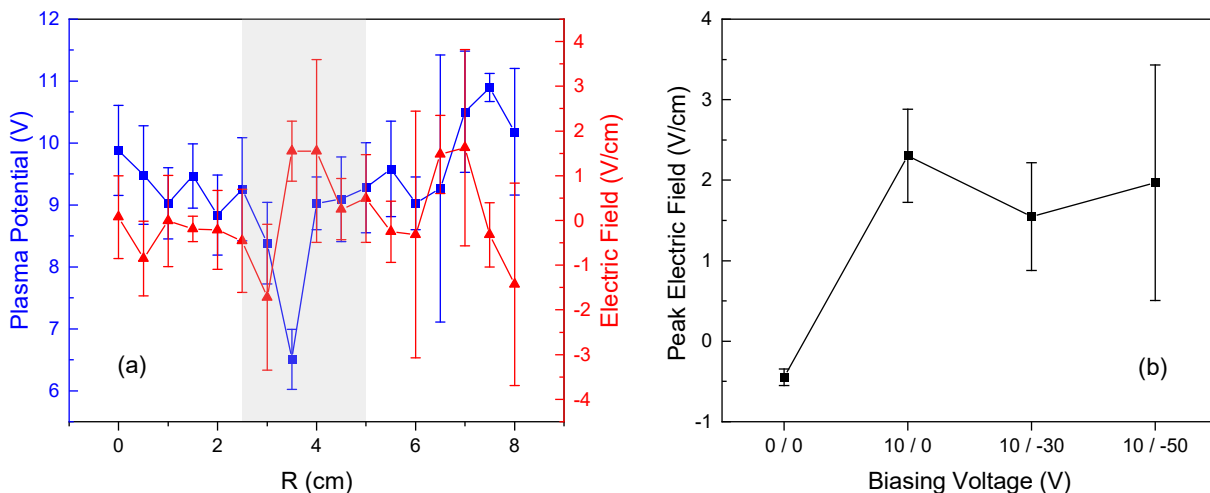 12
11
10
9
8
7
6
Plasma Potential (V)
(a)
0
2
4
6
8
R (cm)
4
3
2
1
0
-1
-2
-3
-4
Electric Field (V/cm)
4
3
2
1
0
-1
Peak Electric Field (V/cm)
(b)
0 / 0
10 / 0
10 / -30
10 / -50
Biasing Voltage (V)